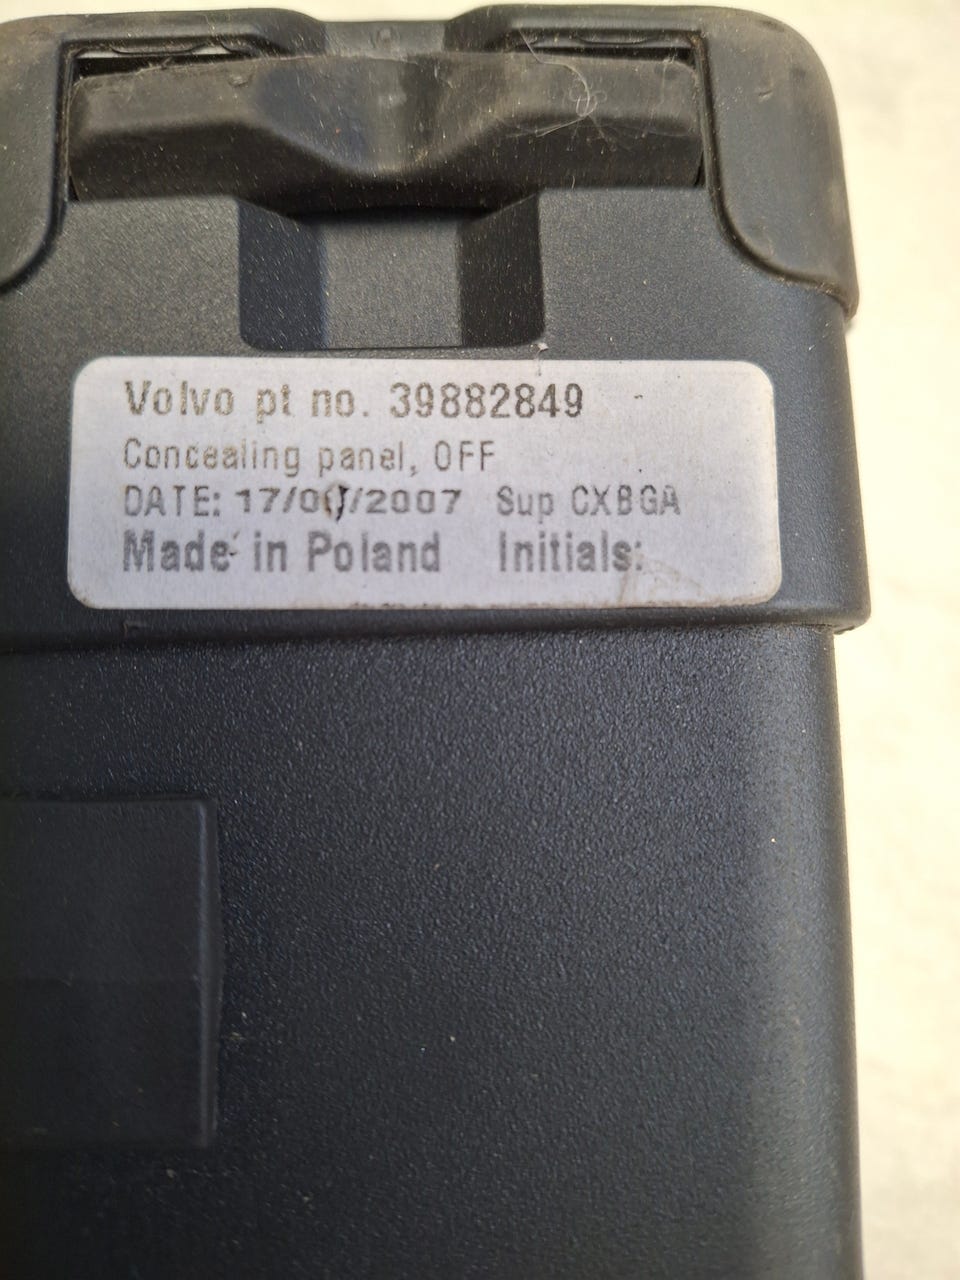 Volvo pt no. 39882849
Concealing panel, OFF
DATE: Sup CXBGA
Made in Poland Initials: